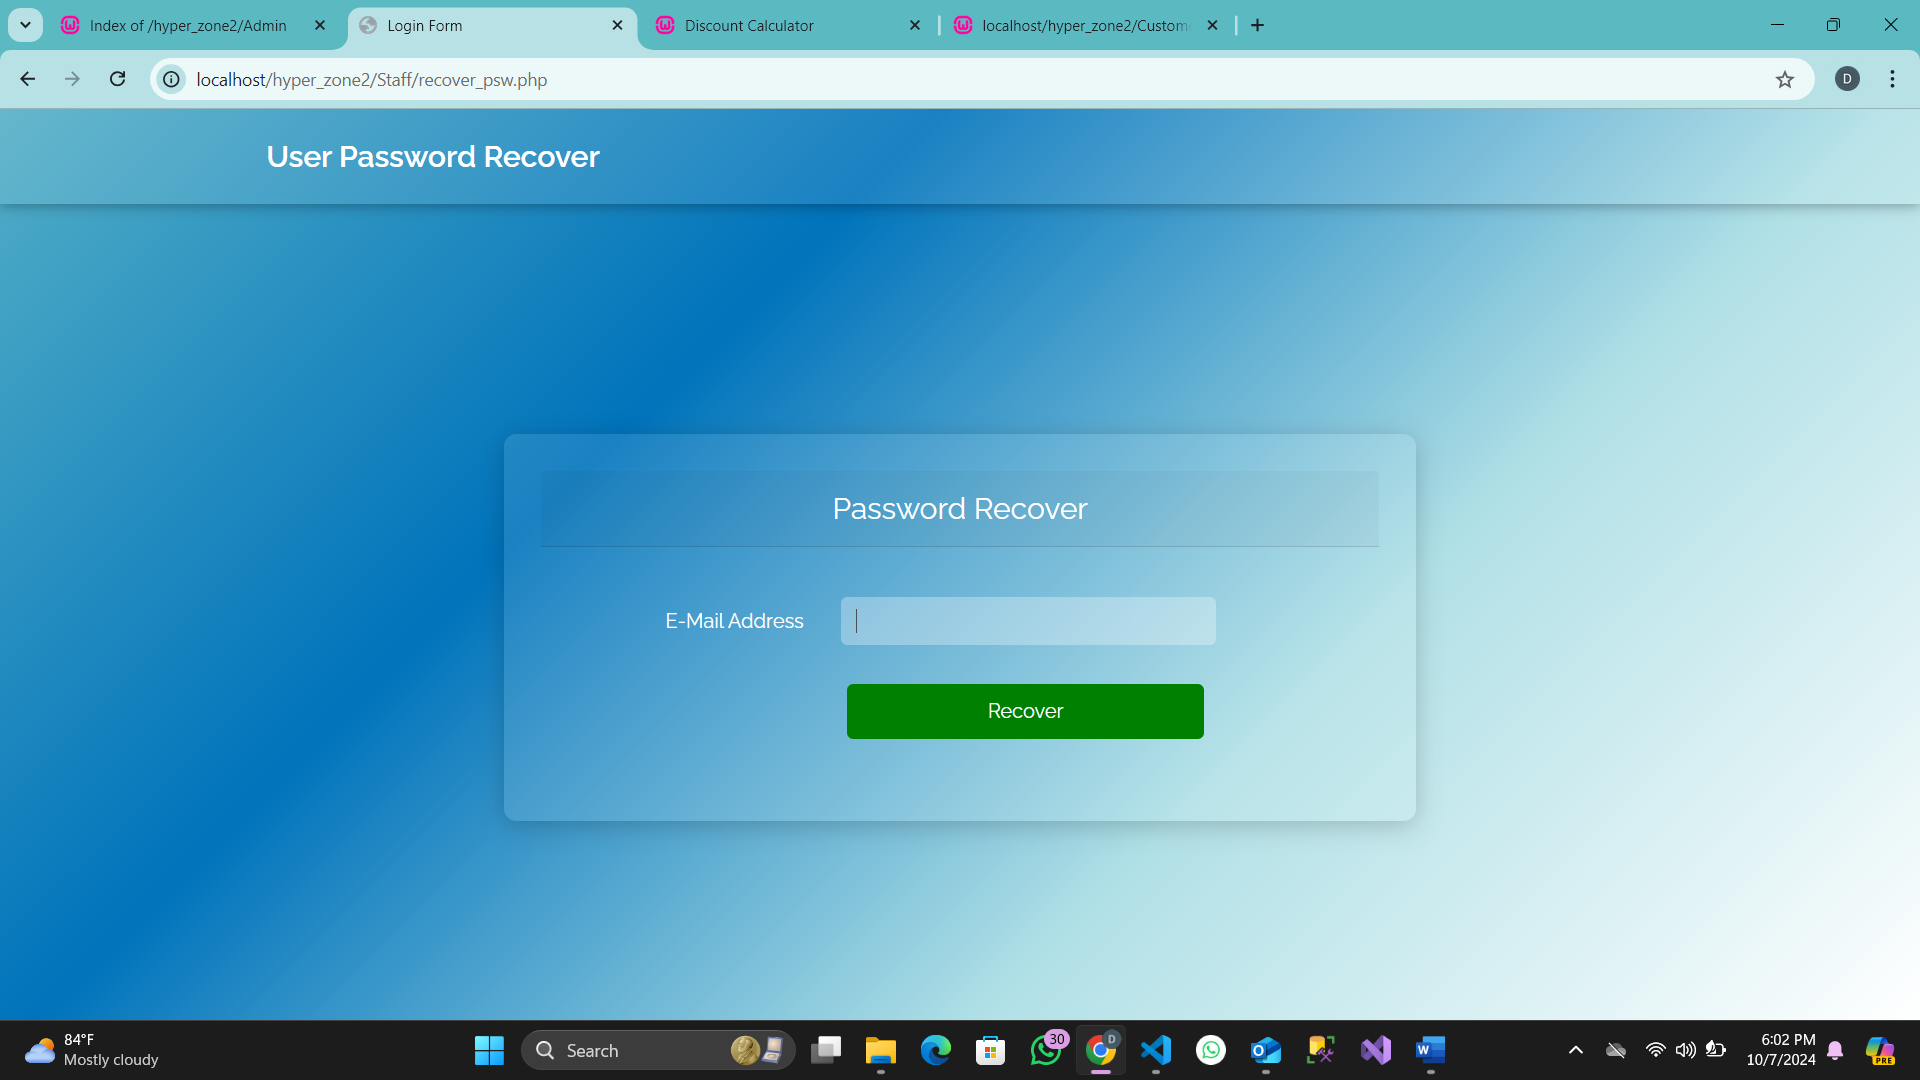 Index of /hyper_zone2/Admin
Login Form
Discount Calculator
localhost/hyper_zone2/Custom
localhost/hyper_zone2/Staff/recover_psw.php
D
User Password Recover
Password Recover
E-Mail Address
Recover
84°F
Mostly cloudy
Search
30
D
6:02 PM
10/7/2024
PRE